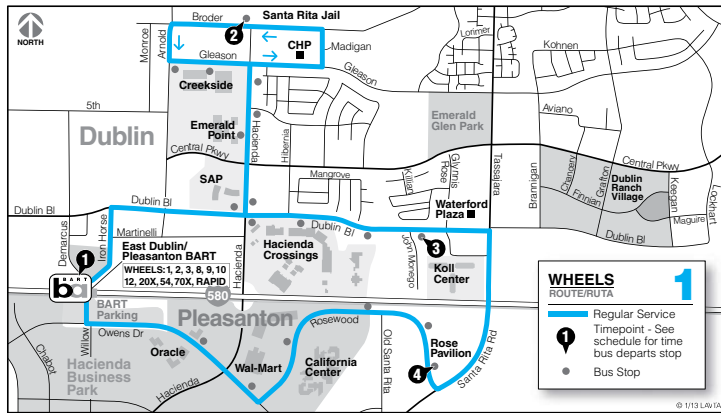 NORTH
Broder
Santa Rita Jail
2
Monroe
Arnold
CHP
Madigan
Gleason
Lorimer
Kohnen
Gleason
Creekside
5th
Dublin
Emerald
Point
Hacienda
Hibernia
Central Pkwy
Emerald
Glen Park
Aviano
SAP
Mangrove
Killian
Glynnis
Rose
Tassajara
Brannigan
Chancery
Finnian
Grafton
Central Pkwy
Dublin
Ranch
Village
Keegan
Lockhart
Maguire
Dublin Bl
Dublin Bl
Dublin Bl
Dublin Bl
Waterford
Plaza
Demarcus
Iron Horse
Martinelli
East Dublin/
Pleasanton BART
WHEELS: 1, 2, 3, 8, 9, 10
12, 20X, 54, 70X, RAPID
1
BART
ba
Hacienda
Hacienda
Crossings
John Monego
3
Koll
Center
580
BART
Parking
Pleasanton
Owens Dr
Willow
Chabot
Hacienda
Business
Park
Oracle
Hacienda
Wal-Mart
Rosewood
California
Center
Old Santa Rita
Rose
Pavilion
4
Santa Rita Rd
WHEELS
ROUTE/RUTA
1
Regular Service
1
Timepoint - See
schedule for time
bus departs stop
Bus Stop
© 1/13 LAVTA